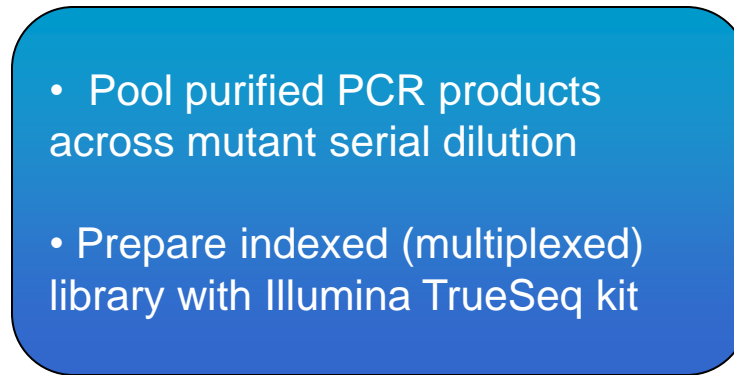 • Pool purified PCR products
across mutant serial dilution
• Prepare indexed (multiplexed)
library with Illumina TrueSeq kit